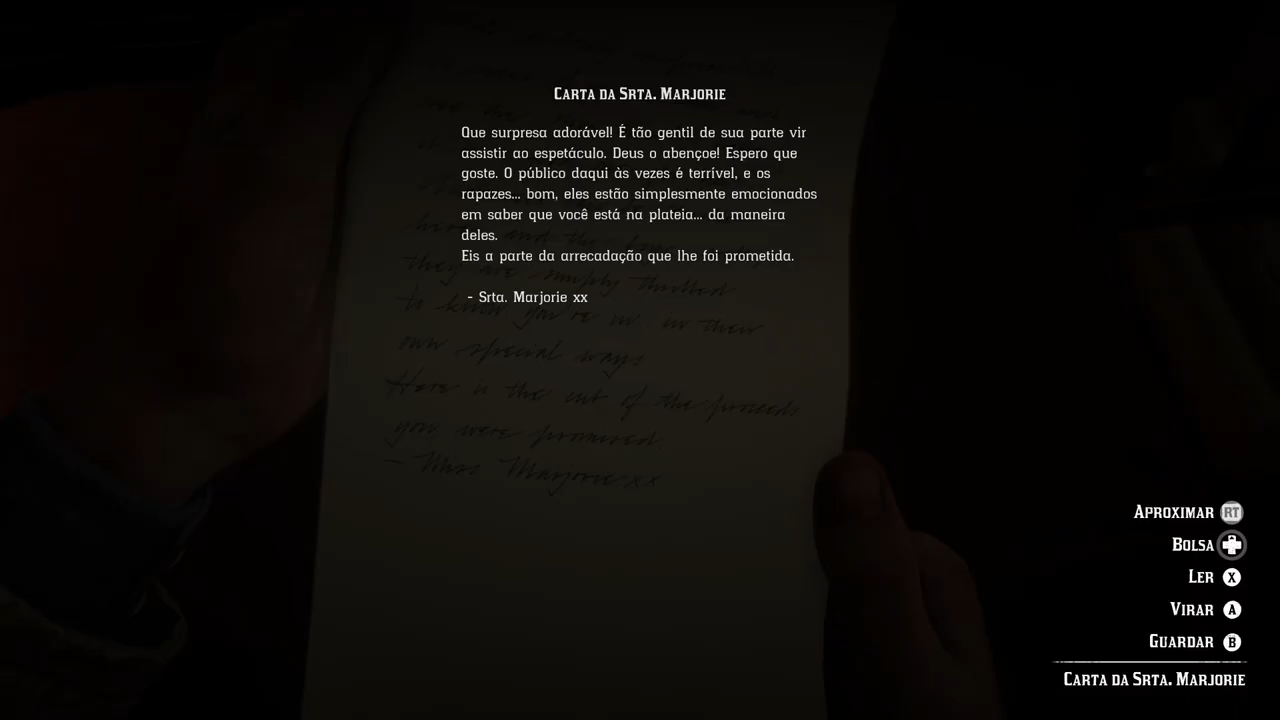 Carta da Srta. Marjorie
Que surpresa adorável! É tão gentil de sua parte vir
assistir ao espetáculo. Deus o abençoe! Espero que
goste. O público daqui às vezes é terrível, e os
rapazes... bom, eles estão simplesmente emocionados
em saber que você está na plateia... da maneira
deles.
Eis a parte da arrecadação que lhe foi prometida.
- Srta. Marjorie xx
they are simply thrilled
to know you're in in their
own special ways
Here is the cut of the proceeds
you were promised.
- Miss Marjorie xx
Aproximar RT
Bolsa
Ler X
Virar A
Guardar B
Carta da Srta. Marjorie